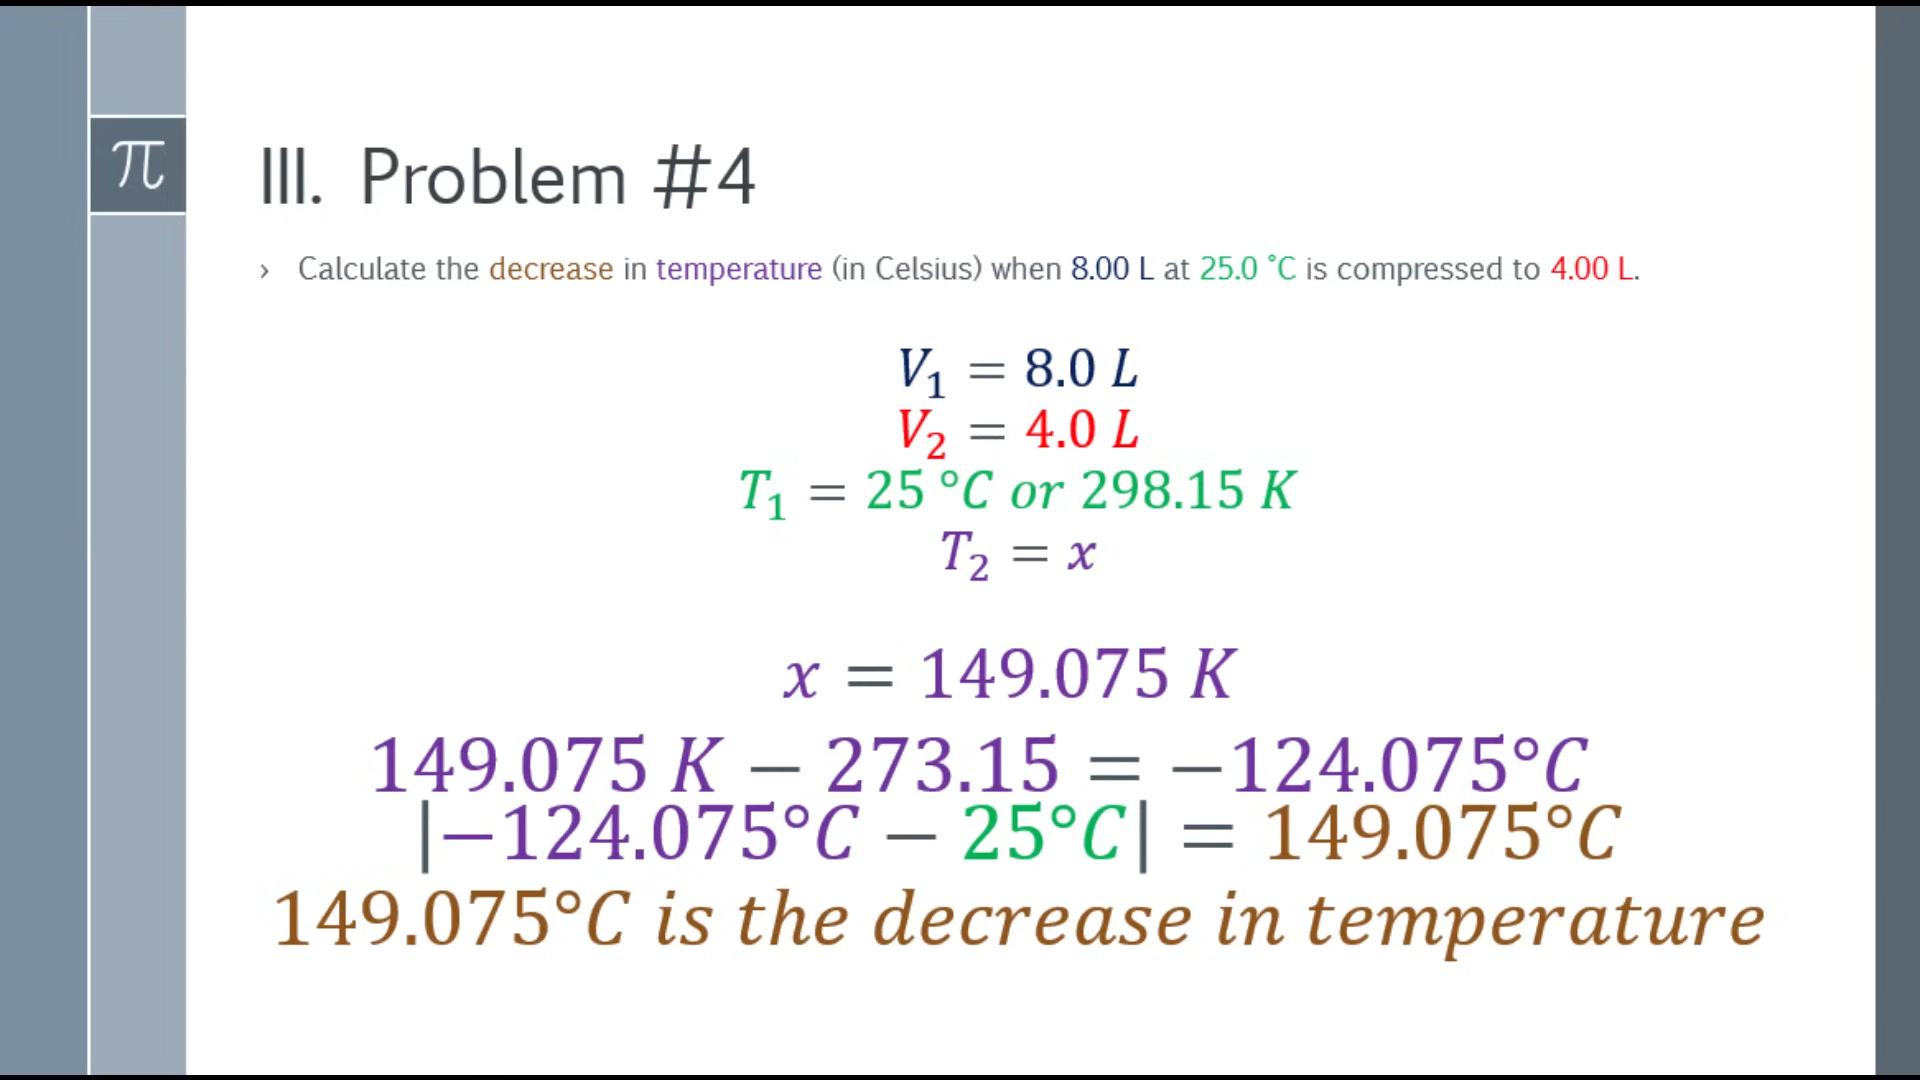 π
III. Problem #4
› Calculate the decrease in temperature (in Celsius) when 8.00 L at 25.0 °C is compressed to 4.00 L.
V₁ = 8.0 L
V₂ = 4.0 L
T₁ = 25 °C or 298.15 K
T₂ = x
x = 149.075 K
149.075 K − 273.15 = −124.075°C
|−124.075°C − 25°C| = 149.075°C
149.075°C is the decrease in temperature